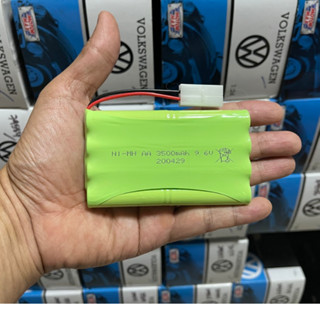 VOLKSWAGEN
VOLKSWAGEN
NI-MH AA 3500mAh 9.6V
200429